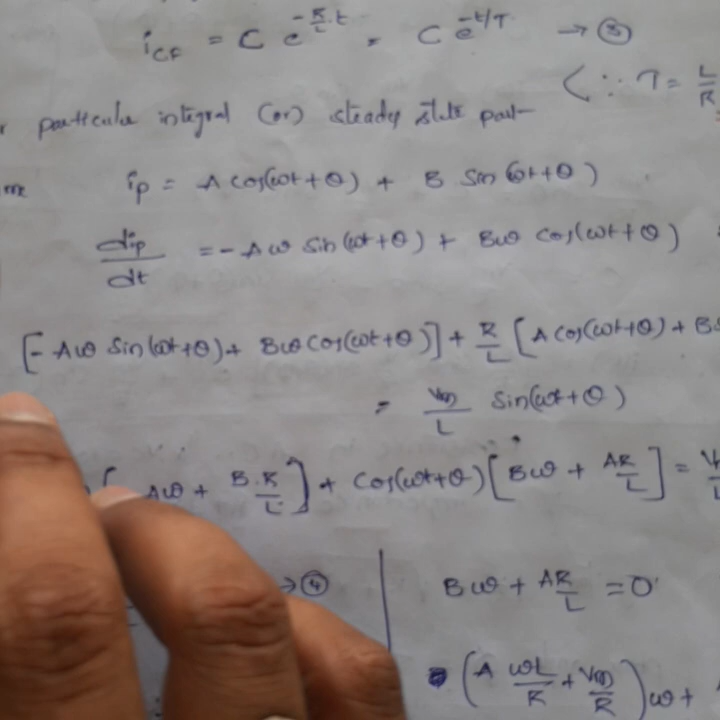 i_CF = C e^(-R/L t) = C e^(-t/T) → ③
(∵ T = L/R
particular integral (or) steady state part
i_p = A cos(ωt+θ) + B sin(ωt+θ)
di_p/dt = -Aω sin(ωt+θ) + Bω cos(ωt+θ)
[-Aω sin(ωt+θ) + Bω cos(ωt+θ)] + R/L [A cos(ωt+θ) + B
= Vm/L sin(ωt+θ)
[ Aω + B.R/L ] + cos(ωt+θ) [Bω + AR/L] =
→ ④
Bω + AR/L = 0
(A ωL/R + Vm/R) ω +